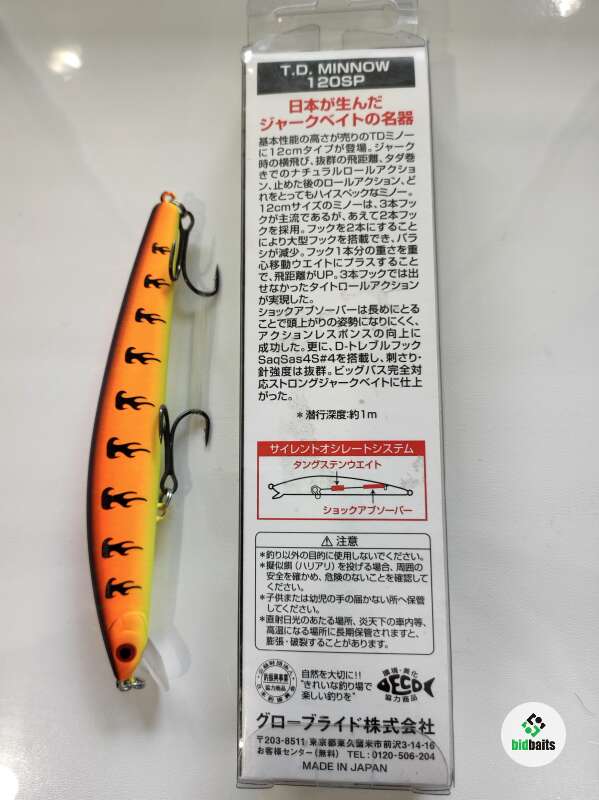 T.D. MINNOW
120SP
日本が生んだ
ジャークベイトの名器
基本性能の高さが売りのTDミノー
に12cmタイプが登場。ジャーク
時の横飛び、抜群の飛距離、タダ巻
きでのナチュラルロールアクショ
ン、止めた後のロールアクション、ど
れをとってもハイスペックなミノー。
12cmサイズのミノーは、3本フッ
クが主流であるが、あえて2本フッ
クを採用。フックを2本にすること
により大型フックを搭載でき、バラ
シが減少。フック1本分の重さを重
心移動ウエイトにプラスすること
で、飛距離がUP。3本フックでは出
せなかったタイトロールアクション
が実現した。
ショックアブソーバーは長めにとる
ことで頭上がりの姿勢になりにくく、
アクションレスポンスの向上に
成功した。更に、D-トレブルフック
SaqSas4S#4を搭載し、刺さり・
針強度は抜群。ビッグバス完全対
応ストロングジャークベイトに仕上
がった。
*潜行深度:約1m
サイレントオシレートシステム
タングステンウエイト
ショックアブソーバー
⚠注意
*釣り以外の目的に使用しないでください。
*擬似餌(ハリアリ)を投げる場合、周囲の
安全を確かめ、危険のないことを確認して
ください。
*子供または幼児の手の届かない所へ保管
してください。
*直射日光のあたる場所、炎天下の車内等、
高温になる場所に長期保管されますと、
膨張・破裂することがあります。
自然を大切に!!
"きれいな釣り場で
楽しい釣りを"
環境・美化
ECO
協力商品
グローブライド株式会社
〒203-8511 東京都東久留米市前沢3-14-16
お客様センター(無料) TEL:0120-506-204
MADE IN JAPAN
bidbaits